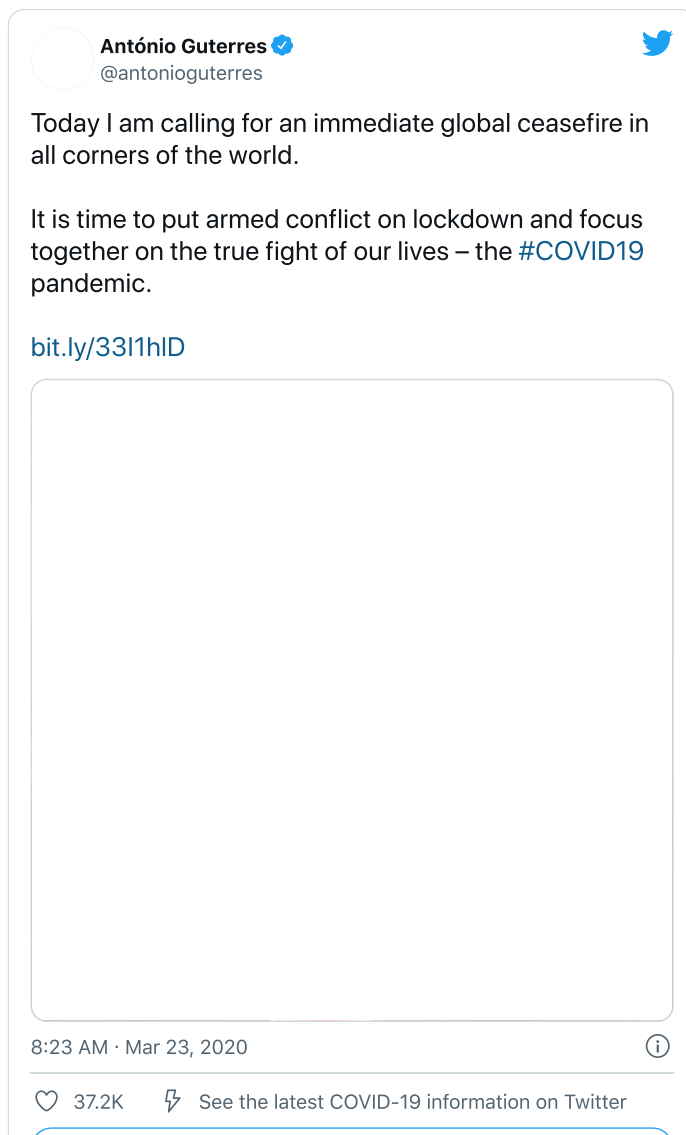 António Guterres
@antonioguterres
Today I am calling for an immediate global ceasefire in
all corners of the world.
It is time to put armed conflict on lockdown and focus
together on the true fight of our lives – the #COVID19
pandemic.
bit.ly/33I1hID
8:23 AM · Mar 23, 2020
37.2K
See the latest COVID-19 information on Twitter